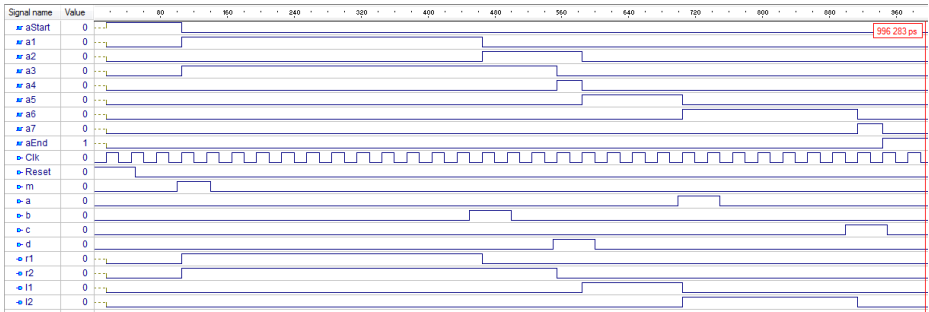 Signal name Value 80 160 240 320 400 480 560 640 720 800 880 960
996 283 ps
aStart 0
a1 0
a2 0
a3 0
a4 0
a5 0
a6 0
a7 0
aEnd 1
Clk 0
Reset 0
m 0
a 0
b 0
c 0
d 0
r1 0
r2 0
l1 0
l2 0